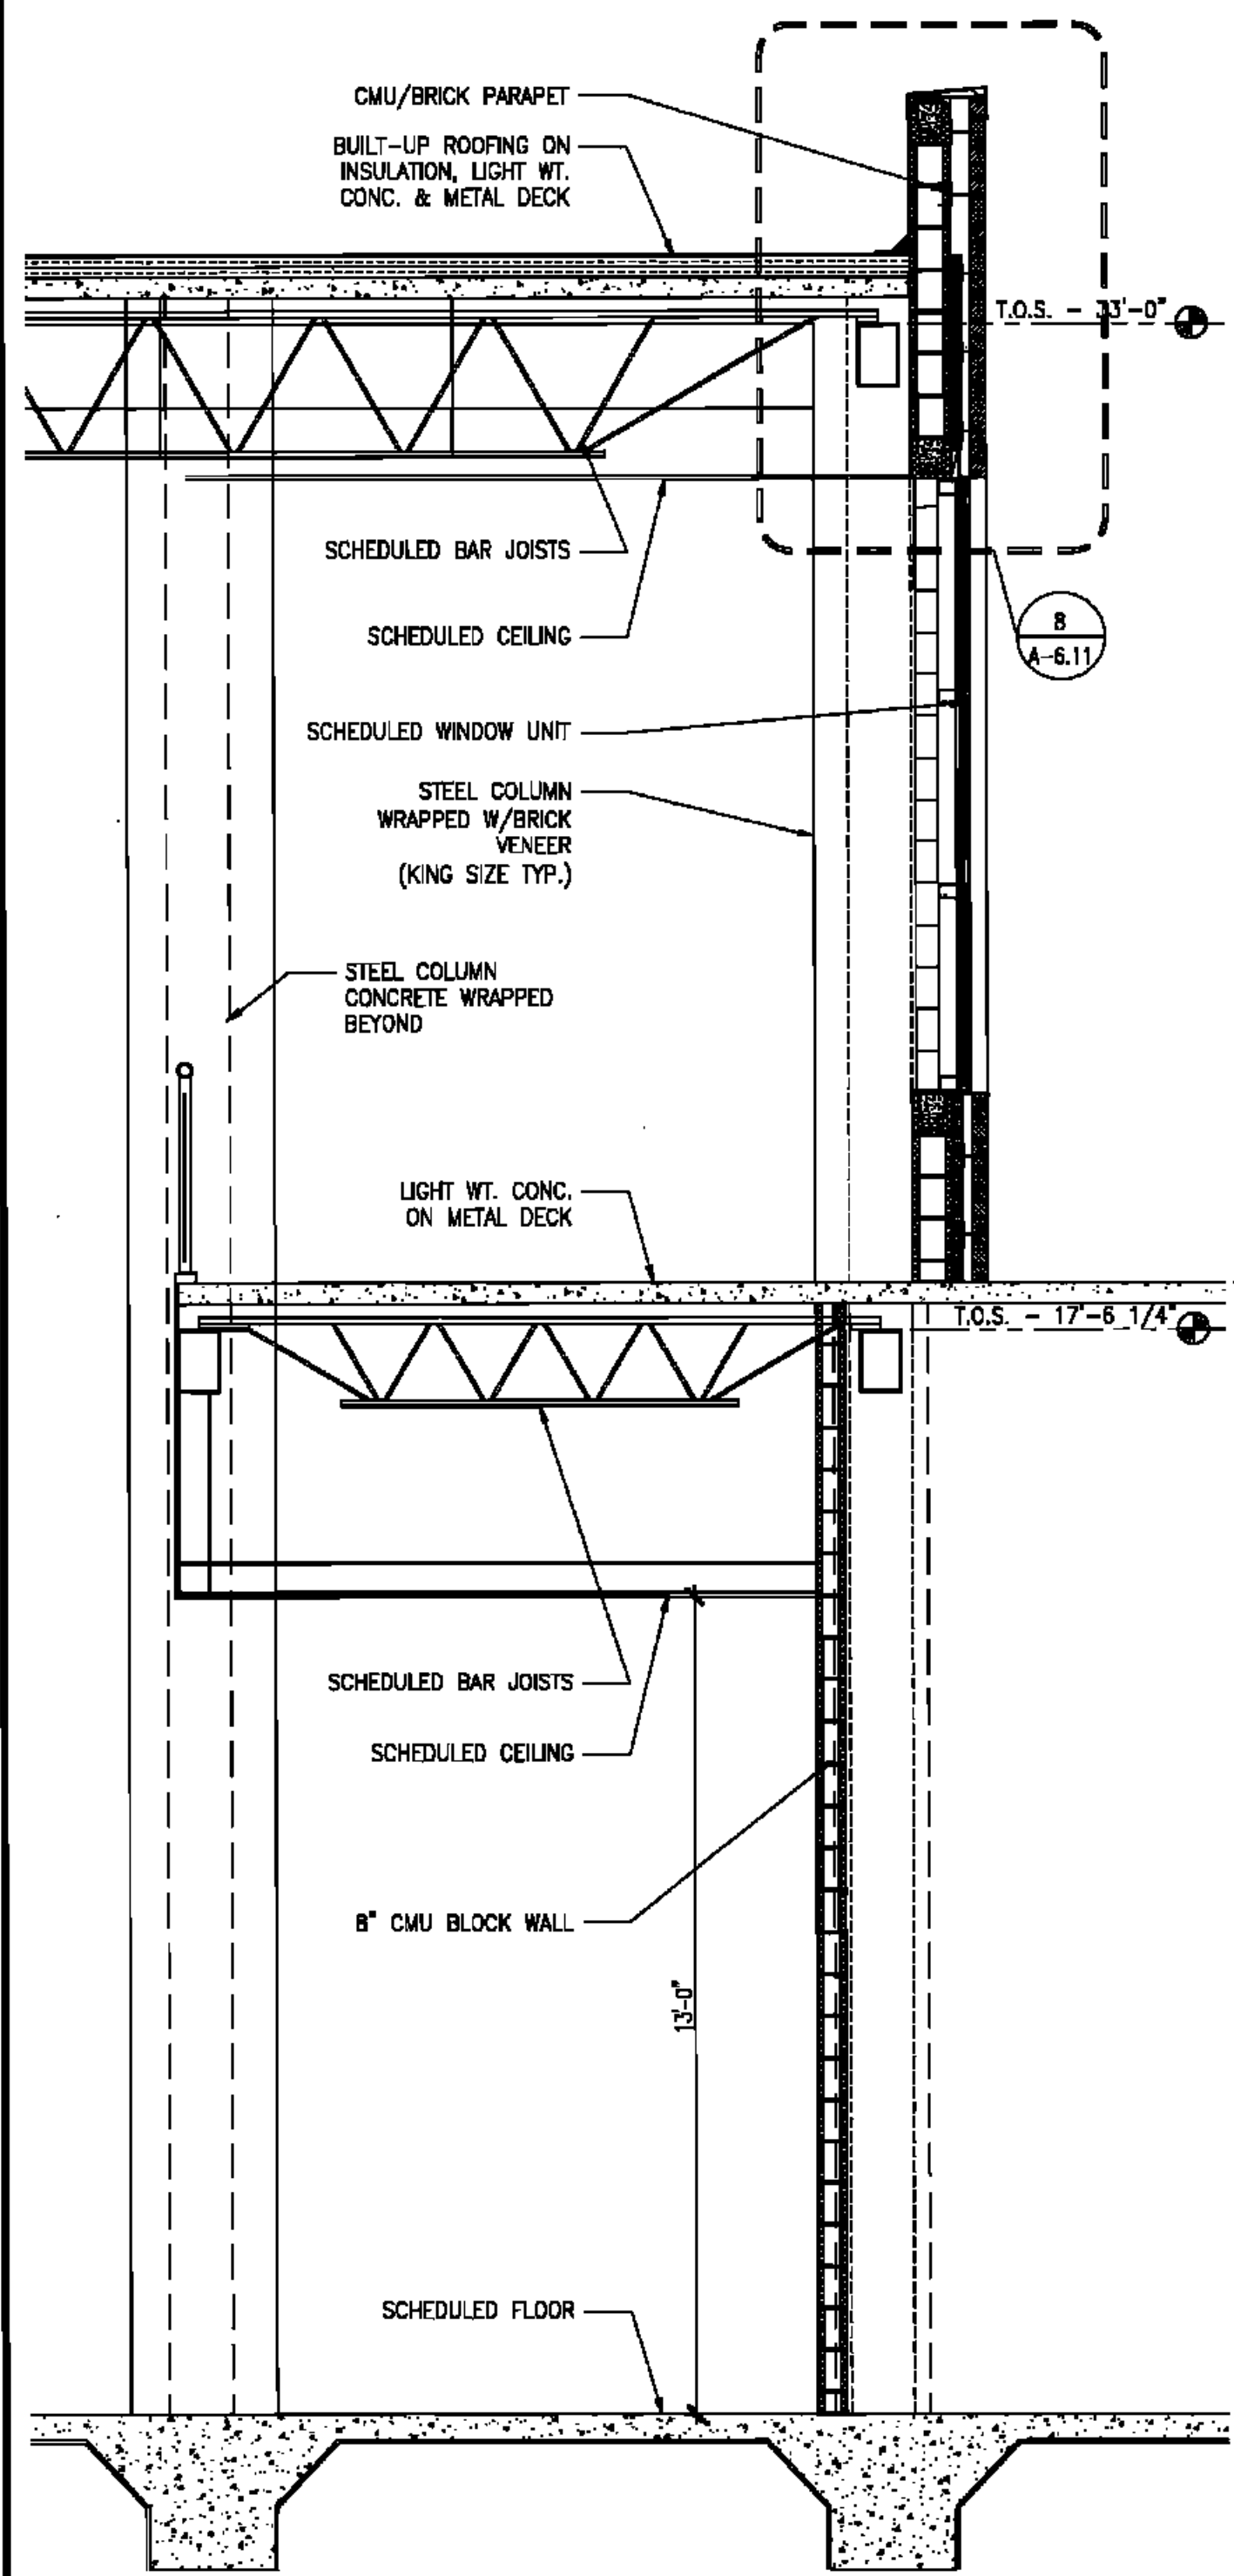 CMU/BRICK PARAPET
BUILT-UP ROOFING ON
INSULATION, LIGHT WT.
CONC. & METAL DECK
T.O.S. - 33'-0"
SCHEDULED BAR JOISTS
SCHEDULED CEILING
8
A-6.11
SCHEDULED WINDOW UNIT
STEEL COLUMN
WRAPPED W/BRICK
VENEER
(KING SIZE TYP.)
STEEL COLUMN
CONCRETE WRAPPED
BEYOND
LIGHT WT. CONC.
ON METAL DECK
T.O.S. - 17'-6 1/4"
SCHEDULED BAR JOISTS
SCHEDULED CEILING
8" CMU BLOCK WALL
13'-0"
SCHEDULED FLOOR